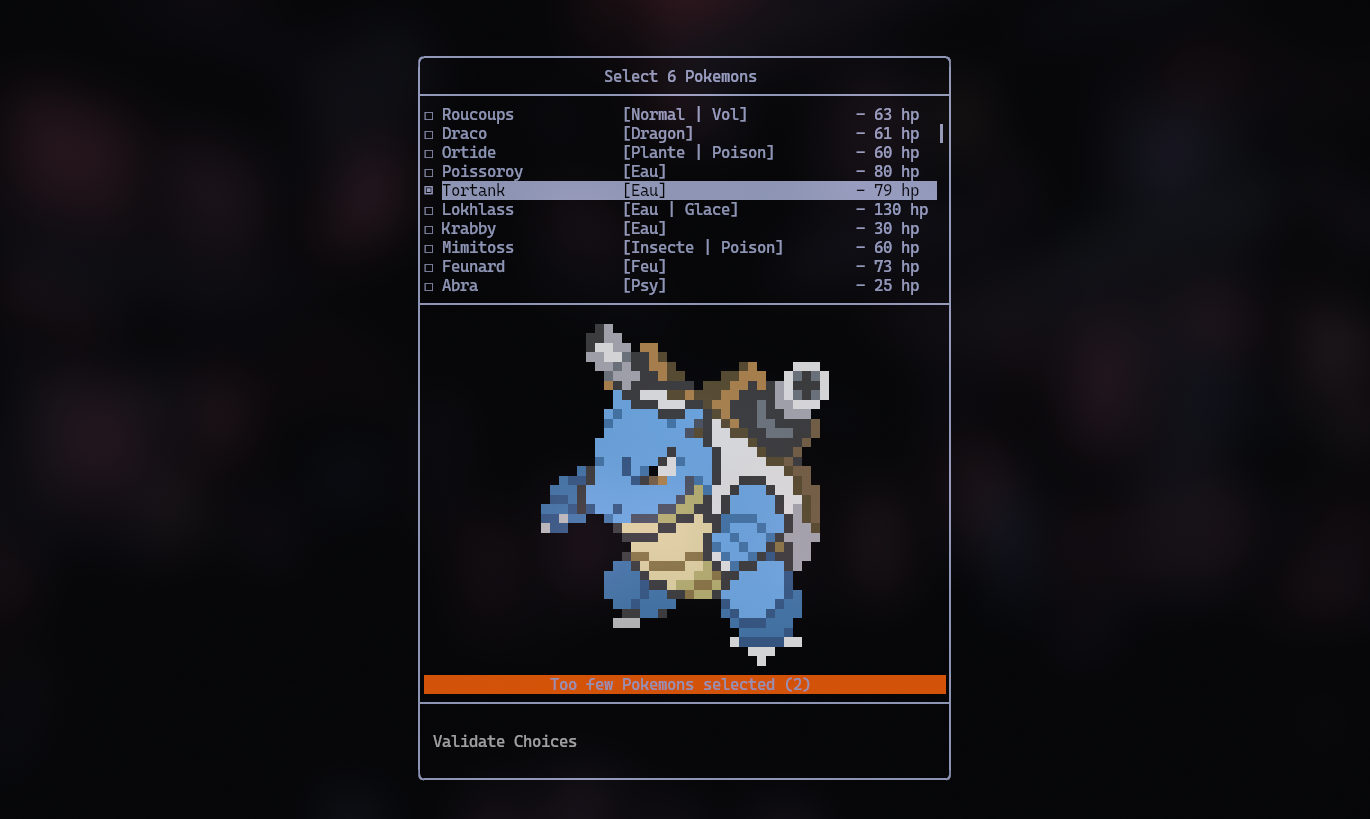 Select 6 Pokemons
Roucoups [Normal | Vol] - 63 hp
Draco [Dragon] - 61 hp
Ortide [Plante | Poison] - 60 hp
Poissoroy [Eau] - 80 hp
Tortank [Eau] - 79 hp
Lokhlass [Eau | Glace] - 130 hp
Krabby [Eau] - 30 hp
Mimitoss [Insecte | Poison] - 60 hp
Feunard [Feu] - 73 hp
Abra [Psy] - 25 hp
Too few Pokemons selected (2)
Validate Choices